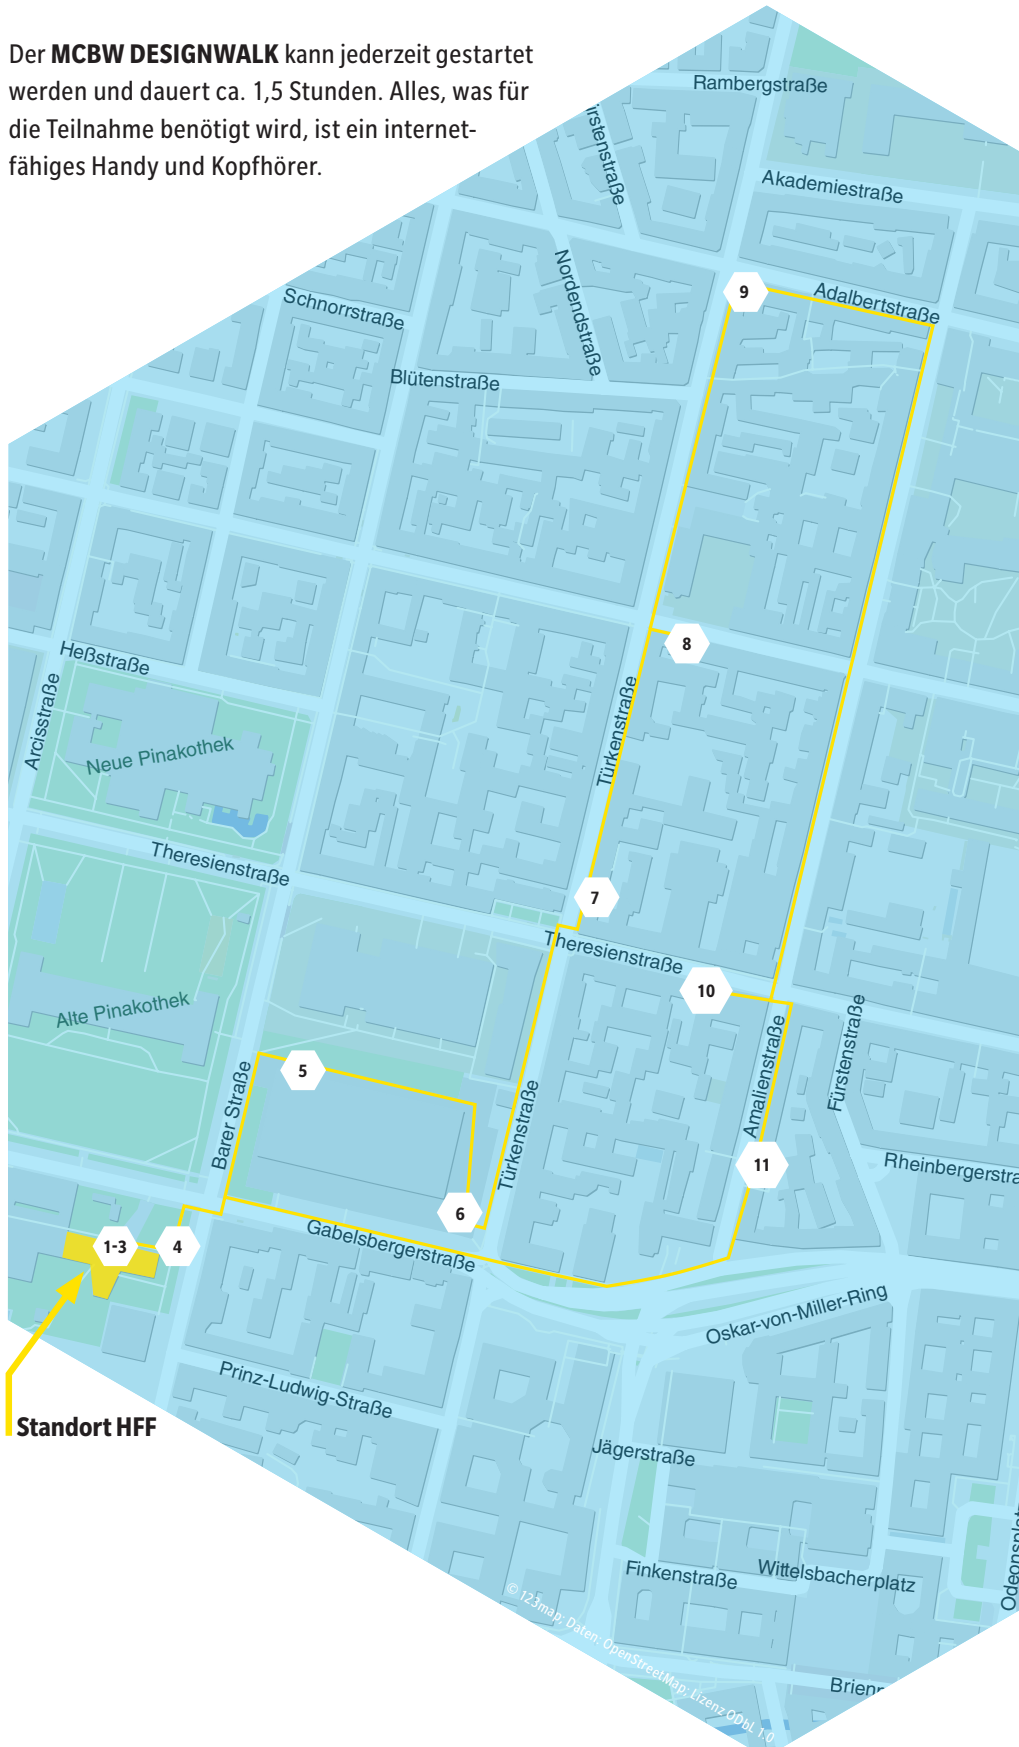 Der MCBW DESIGNWALK kann jederzeit gestartet
werden und dauert ca. 1,5 Stunden. Alles, was für
die Teilnahme benötigt wird, ist ein internet-
fähiges Handy und Kopfhörer.
Rambergstraße
irstenstraße
Akademiestraße
Nordendstraße
9
Adalbertstraße
Schnorrstraße
Blütenstraße
8
Heßstraße
Arcisstraße
Neue Pinakothek
Türkenstraße
Theresienstraße
7
Theresienstraße
10
Alte Pinakothek
Fürstenstraße
Amalienstraße
5
Barer Straße
Türkenstraße
11
Rheinbergerstra
6
1-3
4
Gabelsbergerstraße
Oskar-von-Miller-Ring
Prinz-Ludwig-Straße
Standort HFF
Jägerstraße
Finkenstraße
Wittelsbacherplatz
Odeonsplatz
© 123map; Daten: OpenStreetMap; Lizenz ODbL 1.0
Brienn